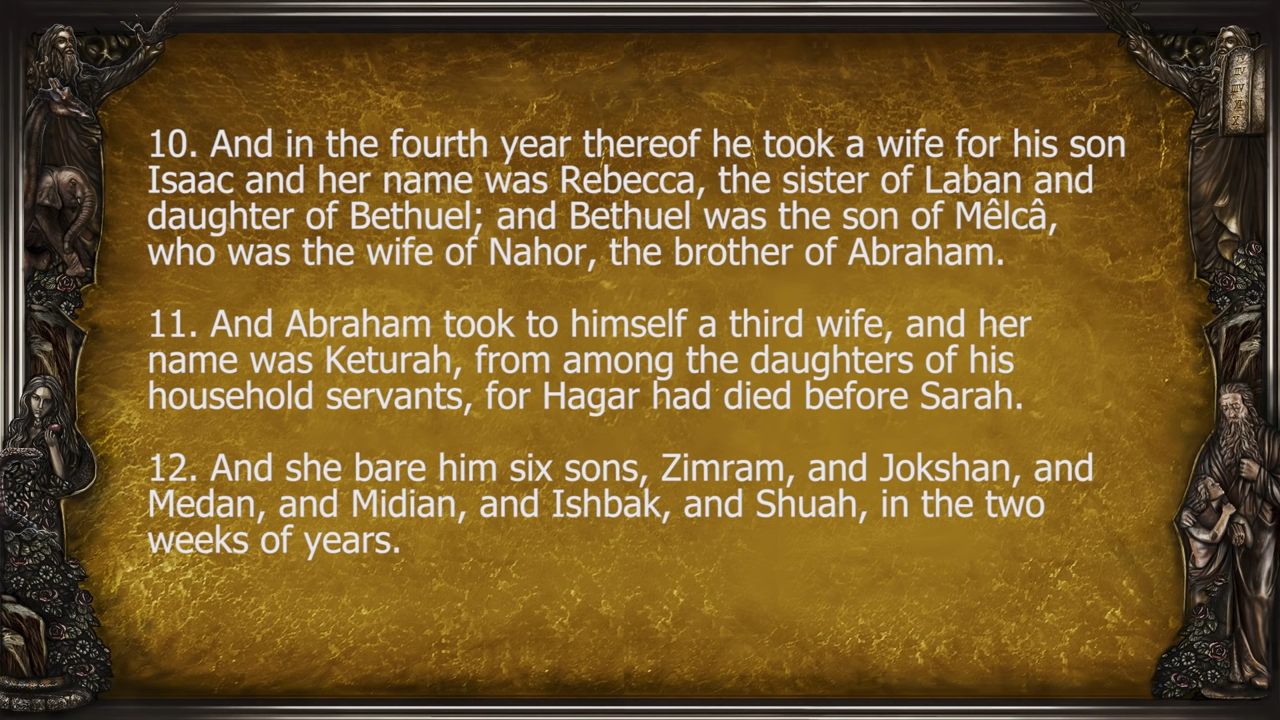 10. And in the fourth year thereof he took a wife for his son
Isaac and her name was Rebecca, the sister of Laban and
daughter of Bethuel; and Bethuel was the son of Mêlcâ,
who was the wife of Nahor, the brother of Abraham.
11. And Abraham took to himself a third wife, and her
name was Keturah, from among the daughters of his
household servants, for Hagar had died before Sarah.
12. And she bare him six sons, Zimram, and Jokshan, and
Medan, and Midian, and Ishbak, and Shuah, in the two
weeks of years.